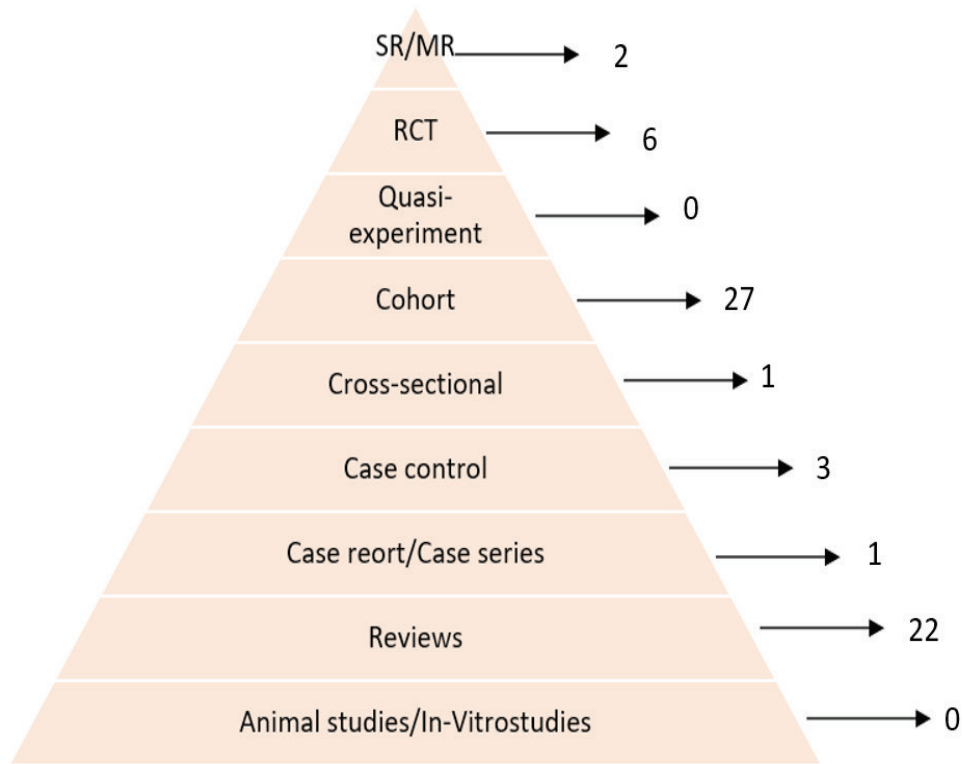 SR/MR
2
RCT
6
Quasi-
experiment
0
Cohort
27
Cross-sectional
1
Case control
3
Case reort/Case series
1
Reviews
22
Animal studies/In-Vitrostudies
0